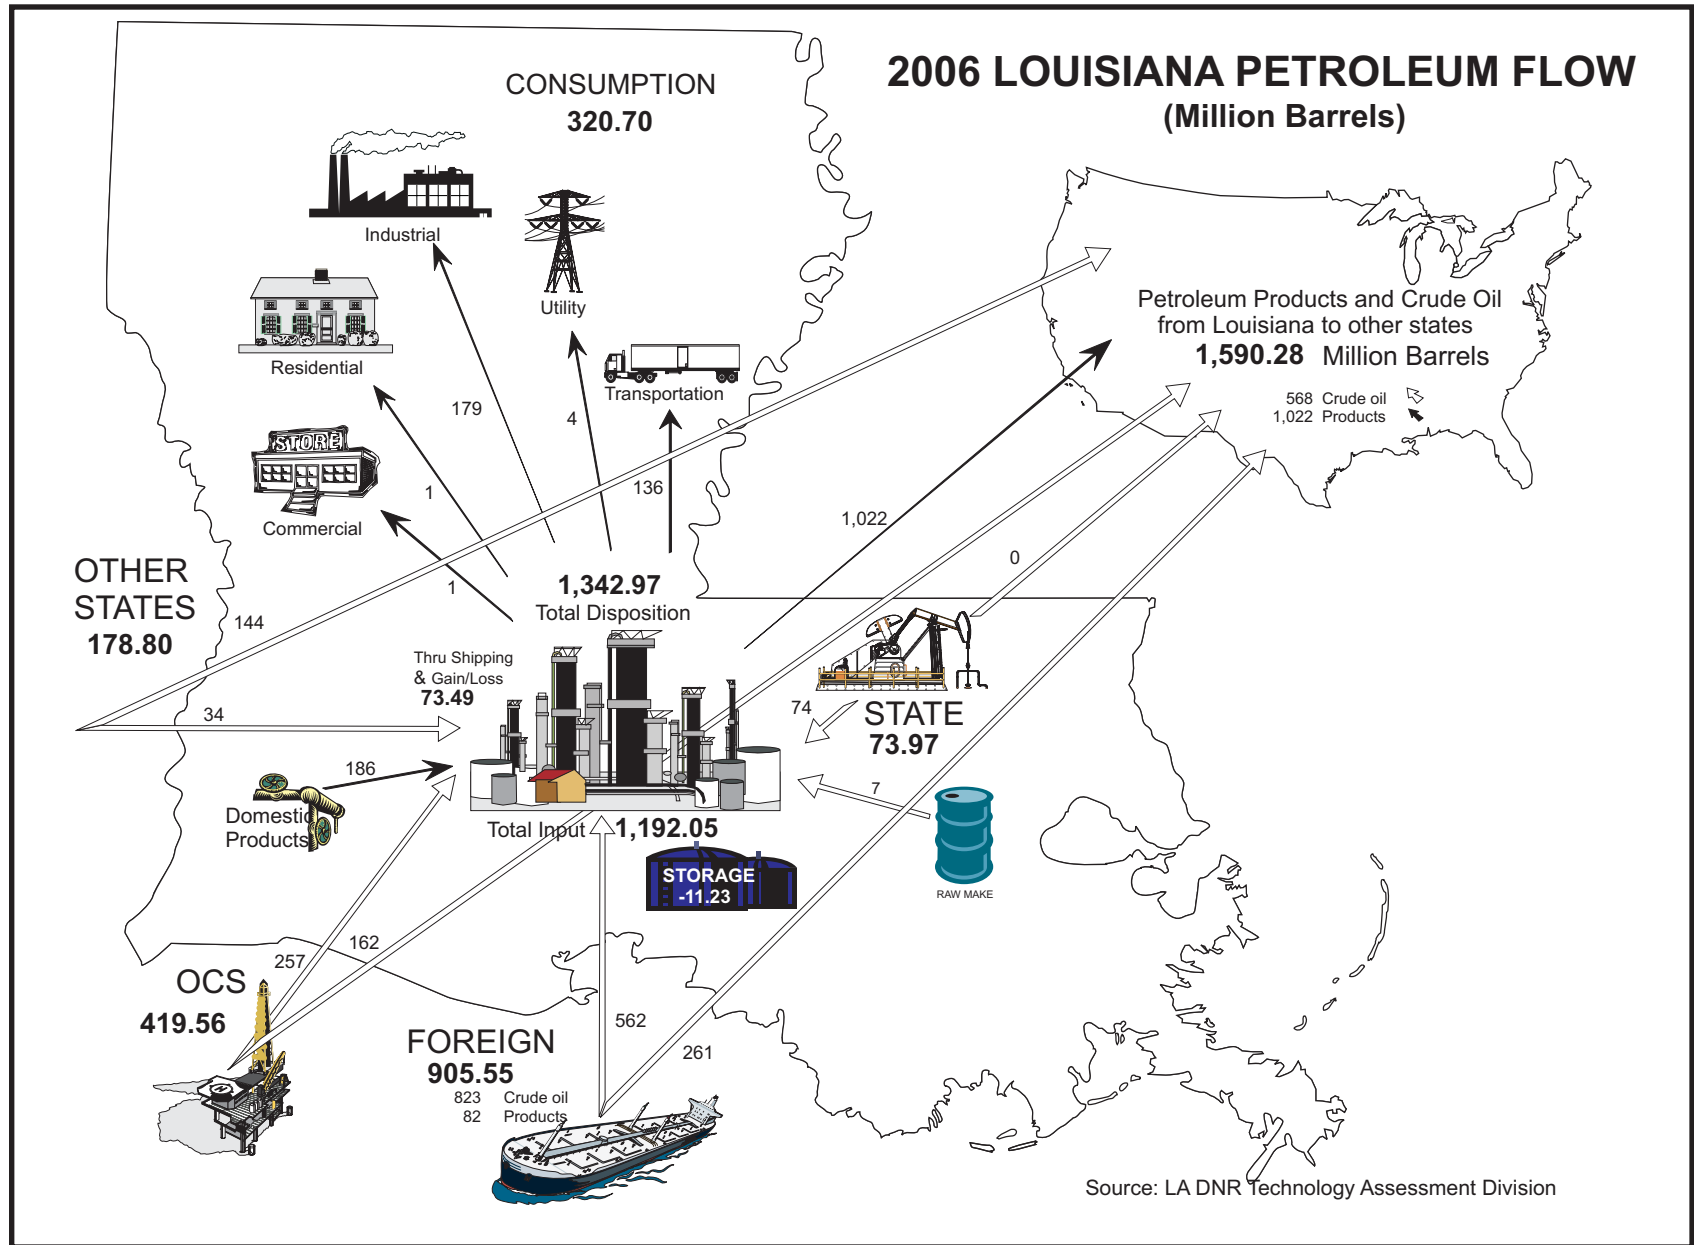 2006 LOUISIANA PETROLEUM FLOW
(Million Barrels)
CONSUMPTION
320.70
Industrial
Utility
Residential
Transportation
STORE
Commercial
179
4
136
1
1
Petroleum Products and Crude Oil
from Louisiana to other states
1,590.28 Million Barrels
568 Crude oil
1,022 Products
1,022
0
OTHER
STATES
178.80
144
34
1,342.97
Total Disposition
Thru Shipping
& Gain/Loss
73.49
74
STATE
73.97
186
Domestic
Products
7
RAW MAKE
Total Input 1,192.05
STORAGE
-11.23
OCS
419.56
257
162
H
FOREIGN
905.55
823 Crude oil
82 Products
562
261
Source: LA DNR Technology Assessment Division